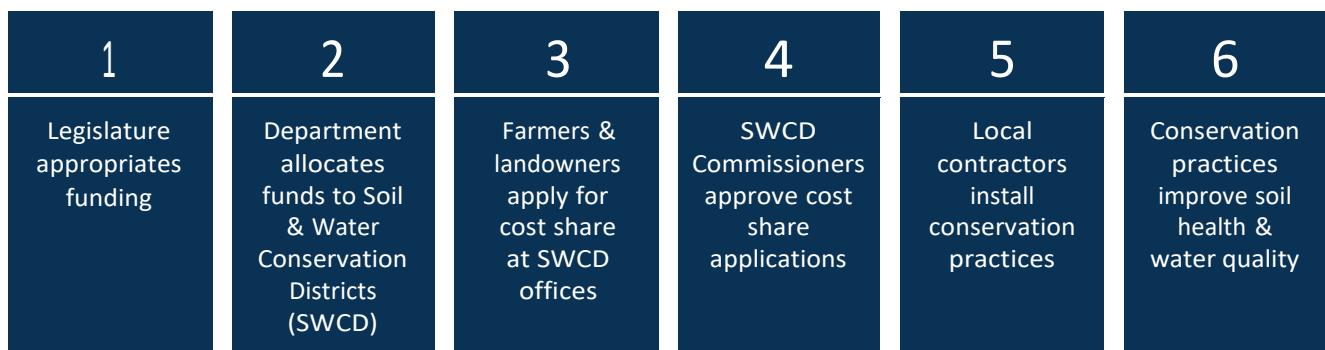 1
Legislature
appropriates
funding
2
Department
allocates
funds to Soil
& Water
Conservation
Districts
(SWCD)
3
Farmers &
landowners
apply for
cost share
at SWCD
offices
4
SWCD
Commissioners
approve cost
share
applications
5
Local
contractors
install
conservation
practices
6
Conservation
practices
improve soil
health &
water quality